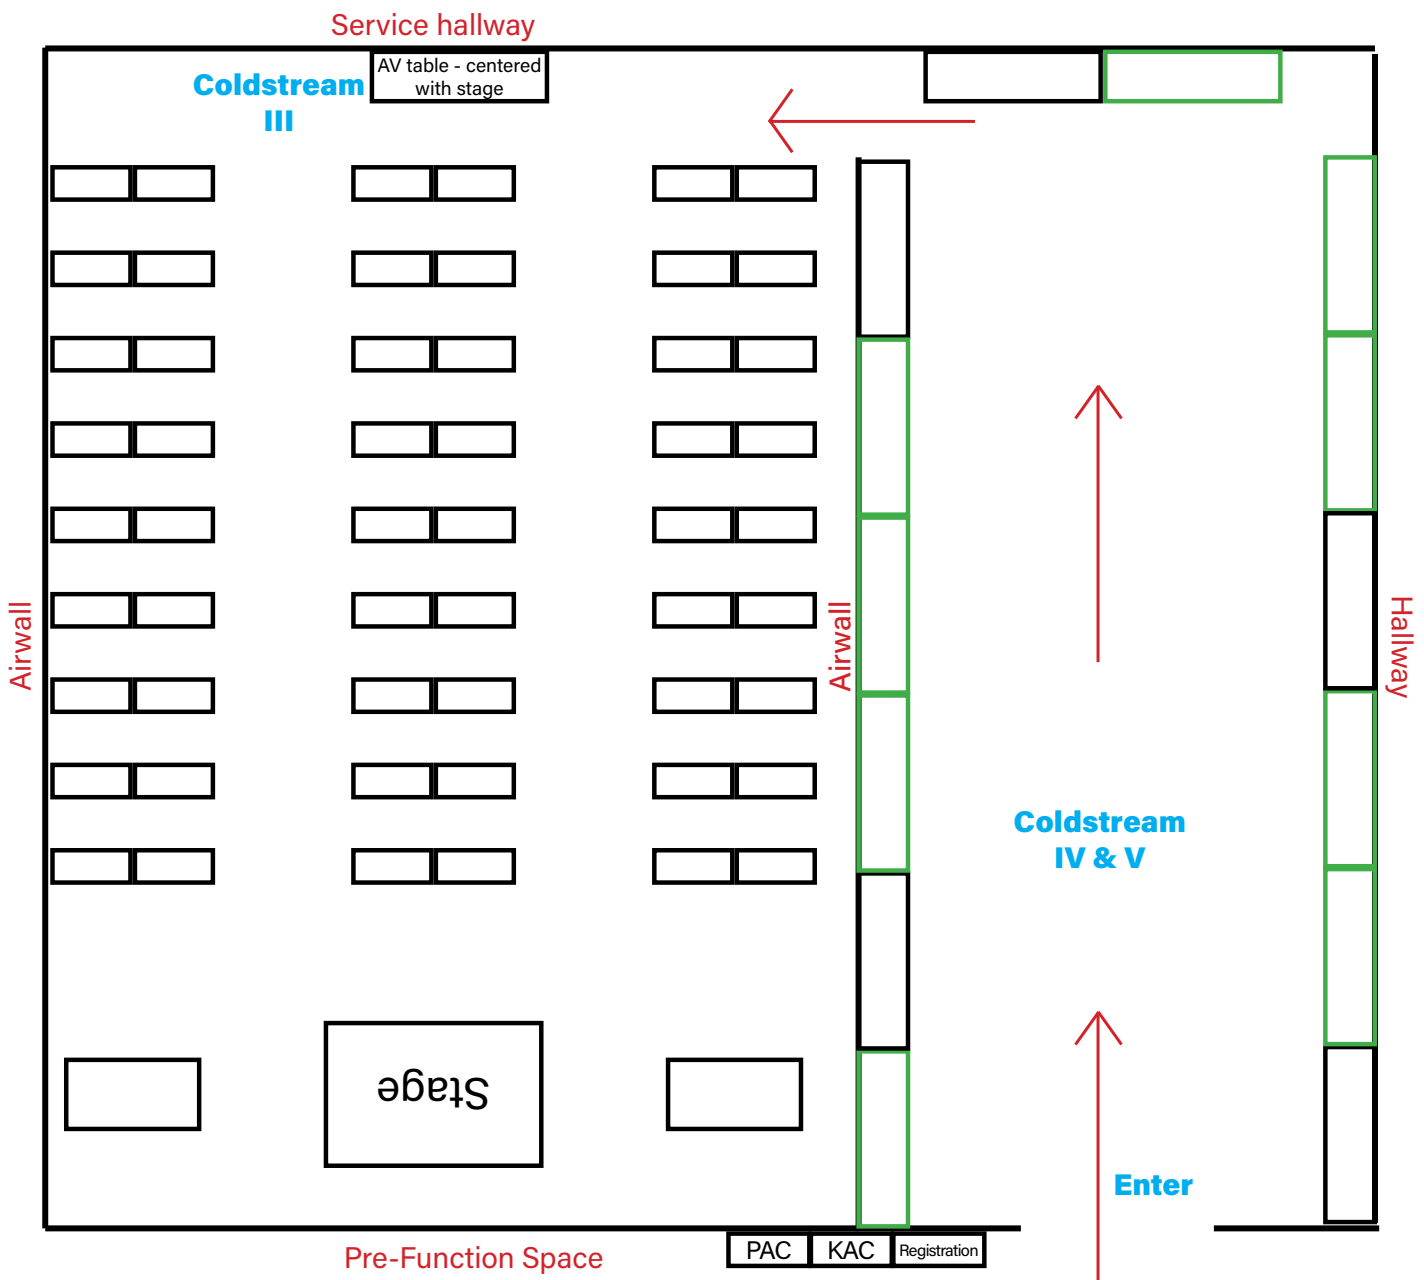 Service hallway
AV table - centered
with stage
Coldstream
III
Airwall
Airwall
Hallway
Coldstream
IV & V
Stage
Enter
PAC
KAC
Registration
Pre-Function Space